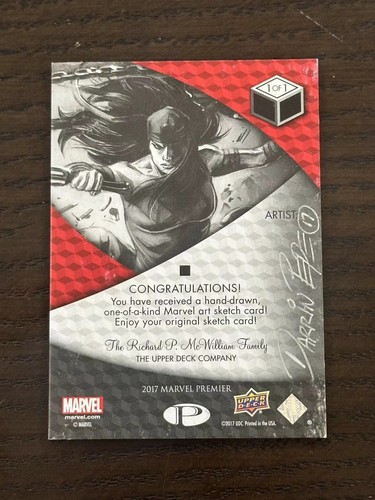 1 OF 1
ARTIST:
CONGRATULATIONS!
You have received a hand-drawn,
one-of-a-kind Marvel art sketch card!
Enjoy your original sketch card!
The Richard P. McWilliam Family
THE UPPER DECK COMPANY
2017 MARVEL PREMIER
P
MARVEL
marvel.com
© MARVEL
UPPER
DECK
©2017 UDC. Printed in the USA.